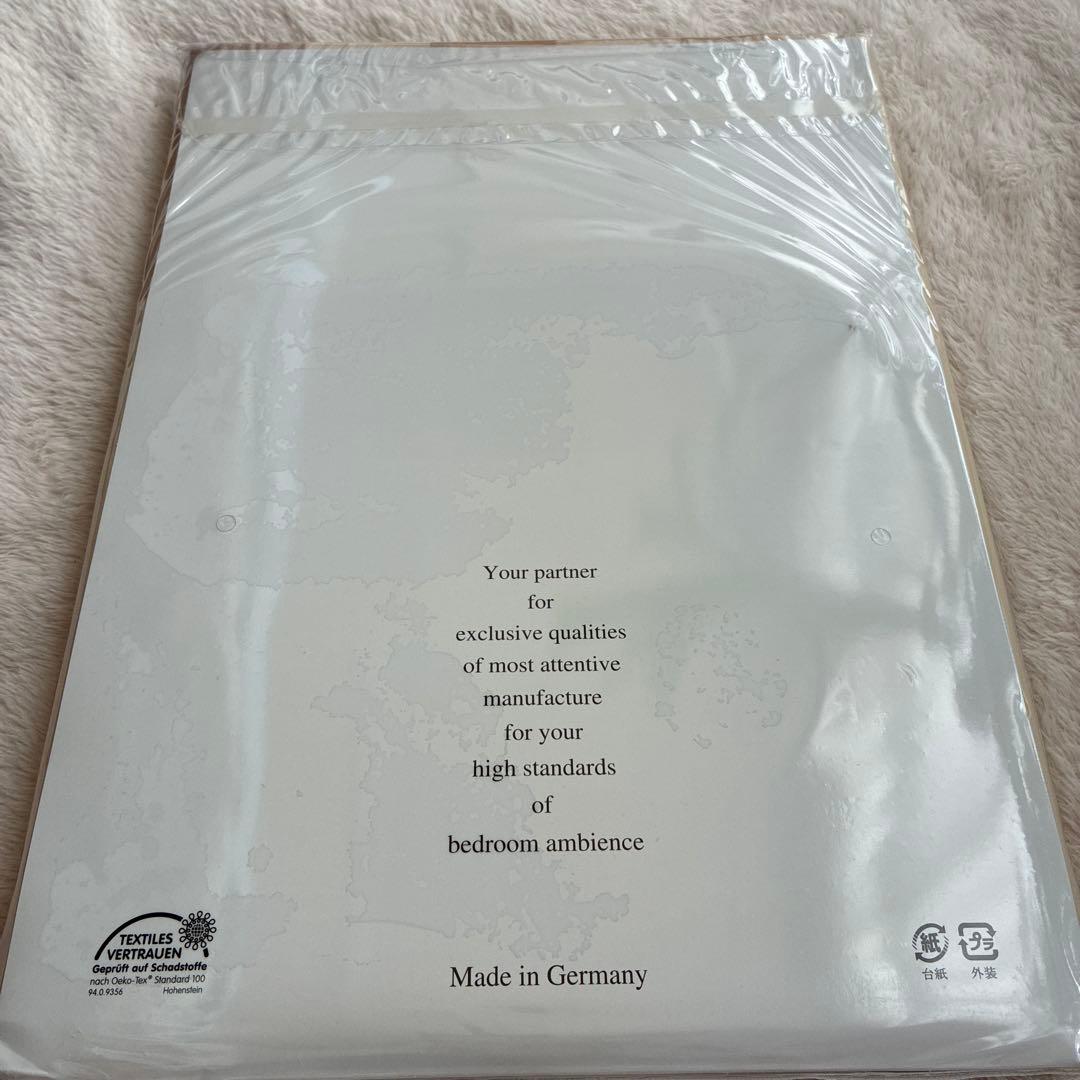 Your partner
for
exclusive qualities
of most attentive
manufacture
for your
high standards
of
bedroom ambience
TEXTILES
VERTRAUEN
Geprüft auf Schadstoffe
nach Oeko-Tex® Standard 100
94.0.9356 Hohenstein
Made in Germany
紙 プラ
台紙 外装